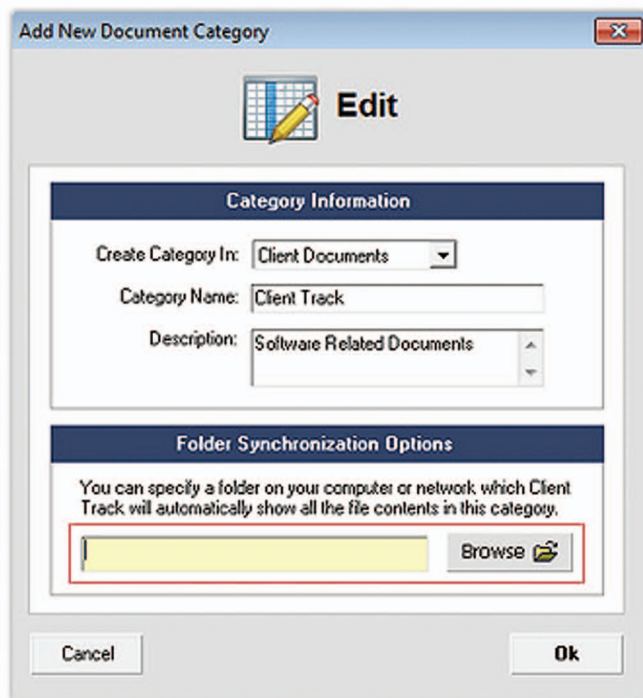 Add New Document Category
Edit
Category Information
Create Category In: Client Documents
Category Name: Client Track
Description: Software Related Documents
Folder Synchronization Options
You can specify a folder on your computer or network which Client
Track will automatically show all the file contents in this category.
Browse
Cancel Ok